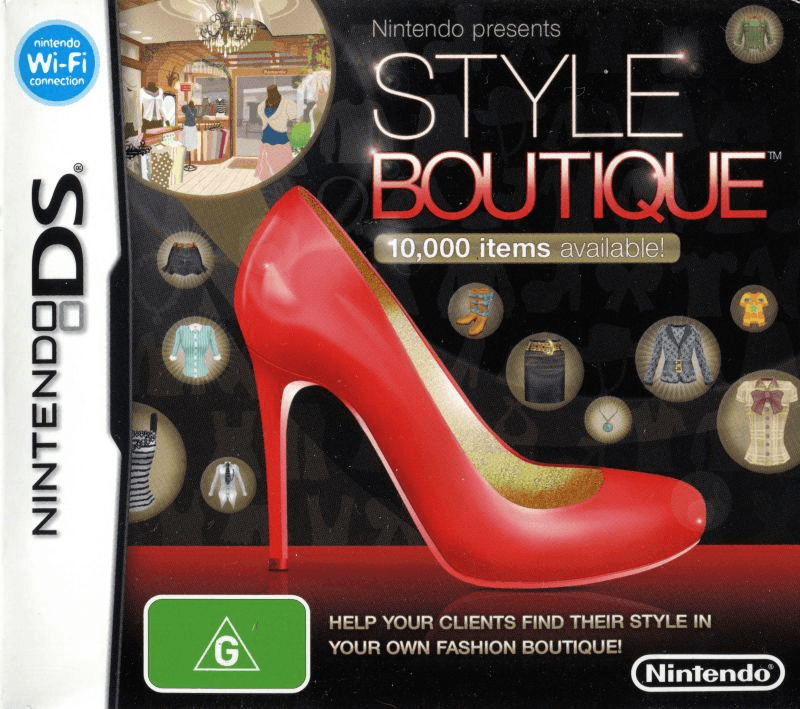 nintendo
Wi-Fi
connection
NINTENDO DS®
Nintendo presents
STYLE
BOUTIQUE™
10,000 items available!
G
HELP YOUR CLIENTS FIND THEIR STYLE IN
YOUR OWN FASHION BOUTIQUE!
Nintendo®